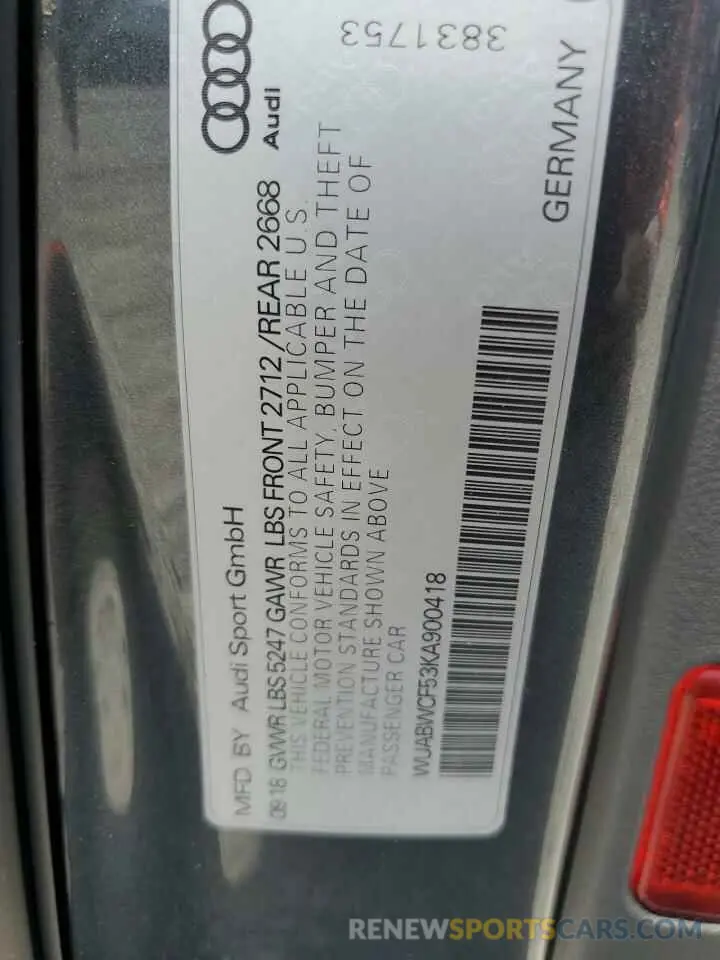 MFD BY Audi Sport GmbH
09 18 GVWR LBS 5247 GAWR LBS FRONT 2712 /REAR 2668
THIS VEHICLE CONFORMS TO ALL APPLICABLE U.S.
FEDERAL MOTOR VEHICLE SAFETY, BUMPER AND THEFT
PREVENTION STANDARDS IN EFFECT ON THE DATE OF
MANUFACTURE SHOWN ABOVE
PASSENGER CAR
WUABWCF53KA900418
Audi
3831753
GERMANY
RENEWSPORTSCARS.COM